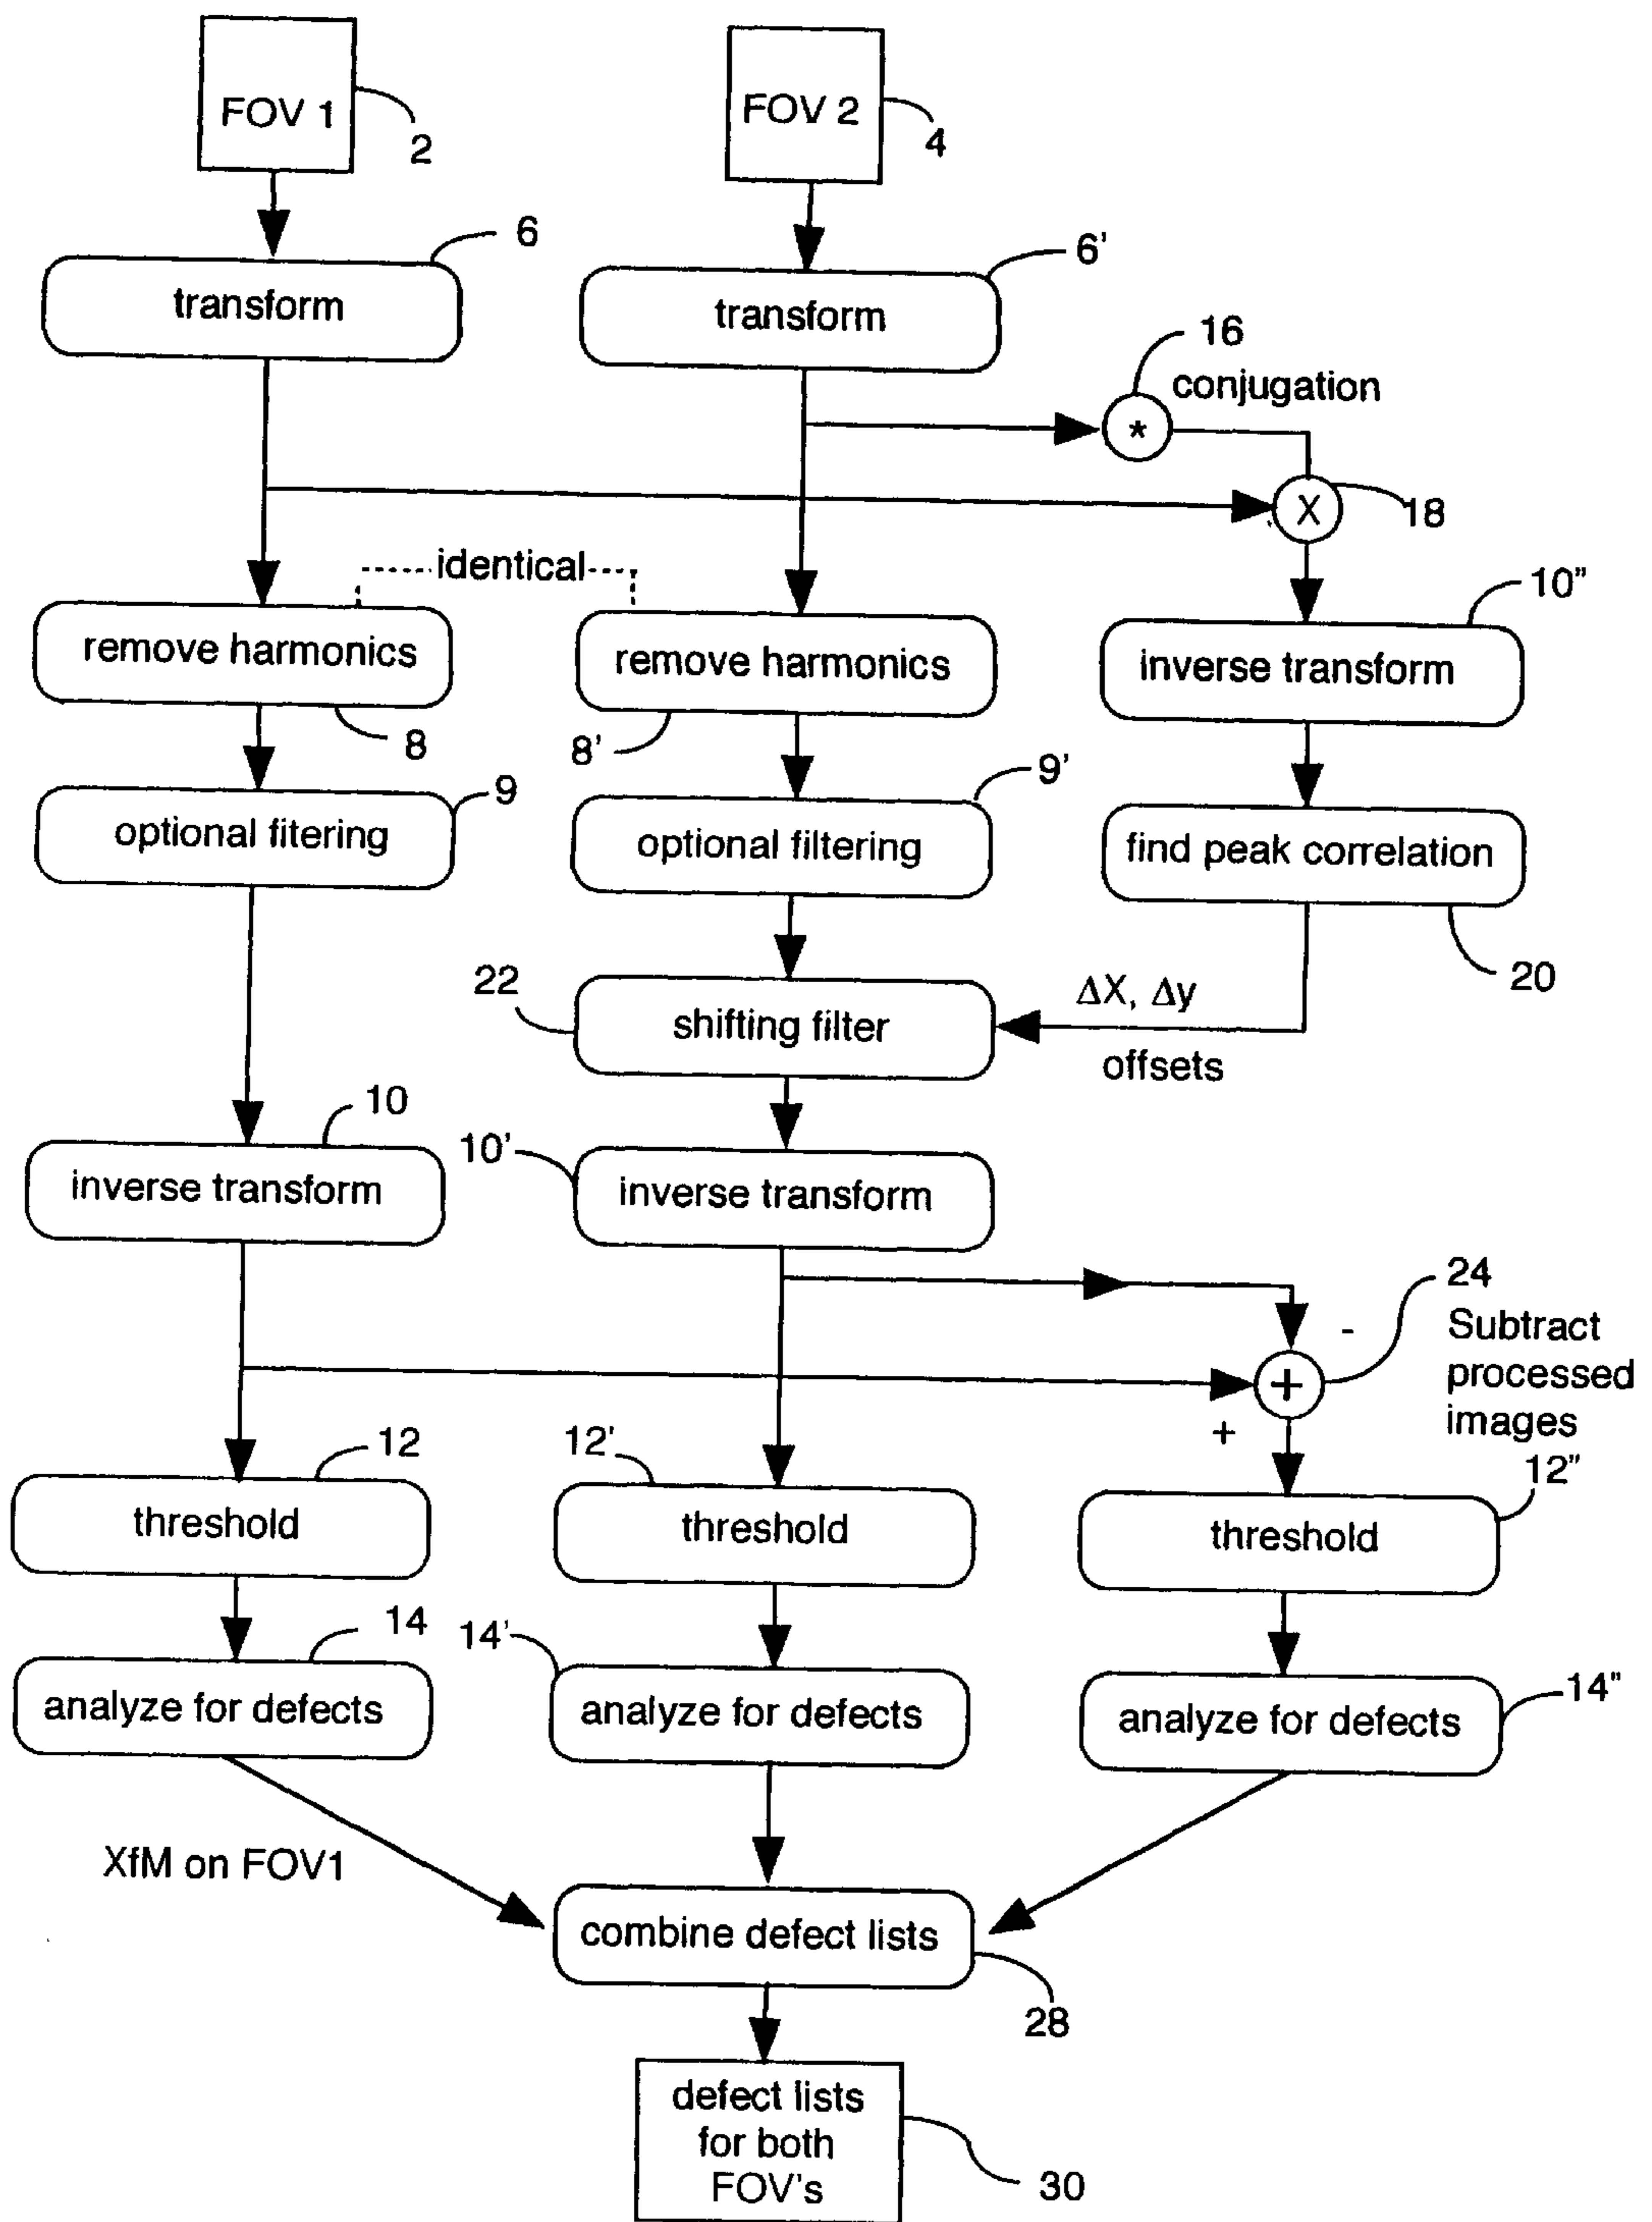 FOV 1
2
FOV 2
4
transform
6
transform
6'
16
conjugation
*
X
18
identical
remove harmonics
8
remove harmonics
8'
inverse transform
10"
optional fitering
9
optional filtering
9'
find peak correlation
20
22
shifting filter
ΔX, Δy
offsets
10
inverse transform
10'
inverse transform
24
-
Subtract
processed
images
+
+
12
threshold
12'
threshold
12"
threshold
14
analyze for defects
14'
analyze for defects
14"
analyze for defects
XfM on FOV1
combine defect lists
28
defect lists
for both
FOV's
30